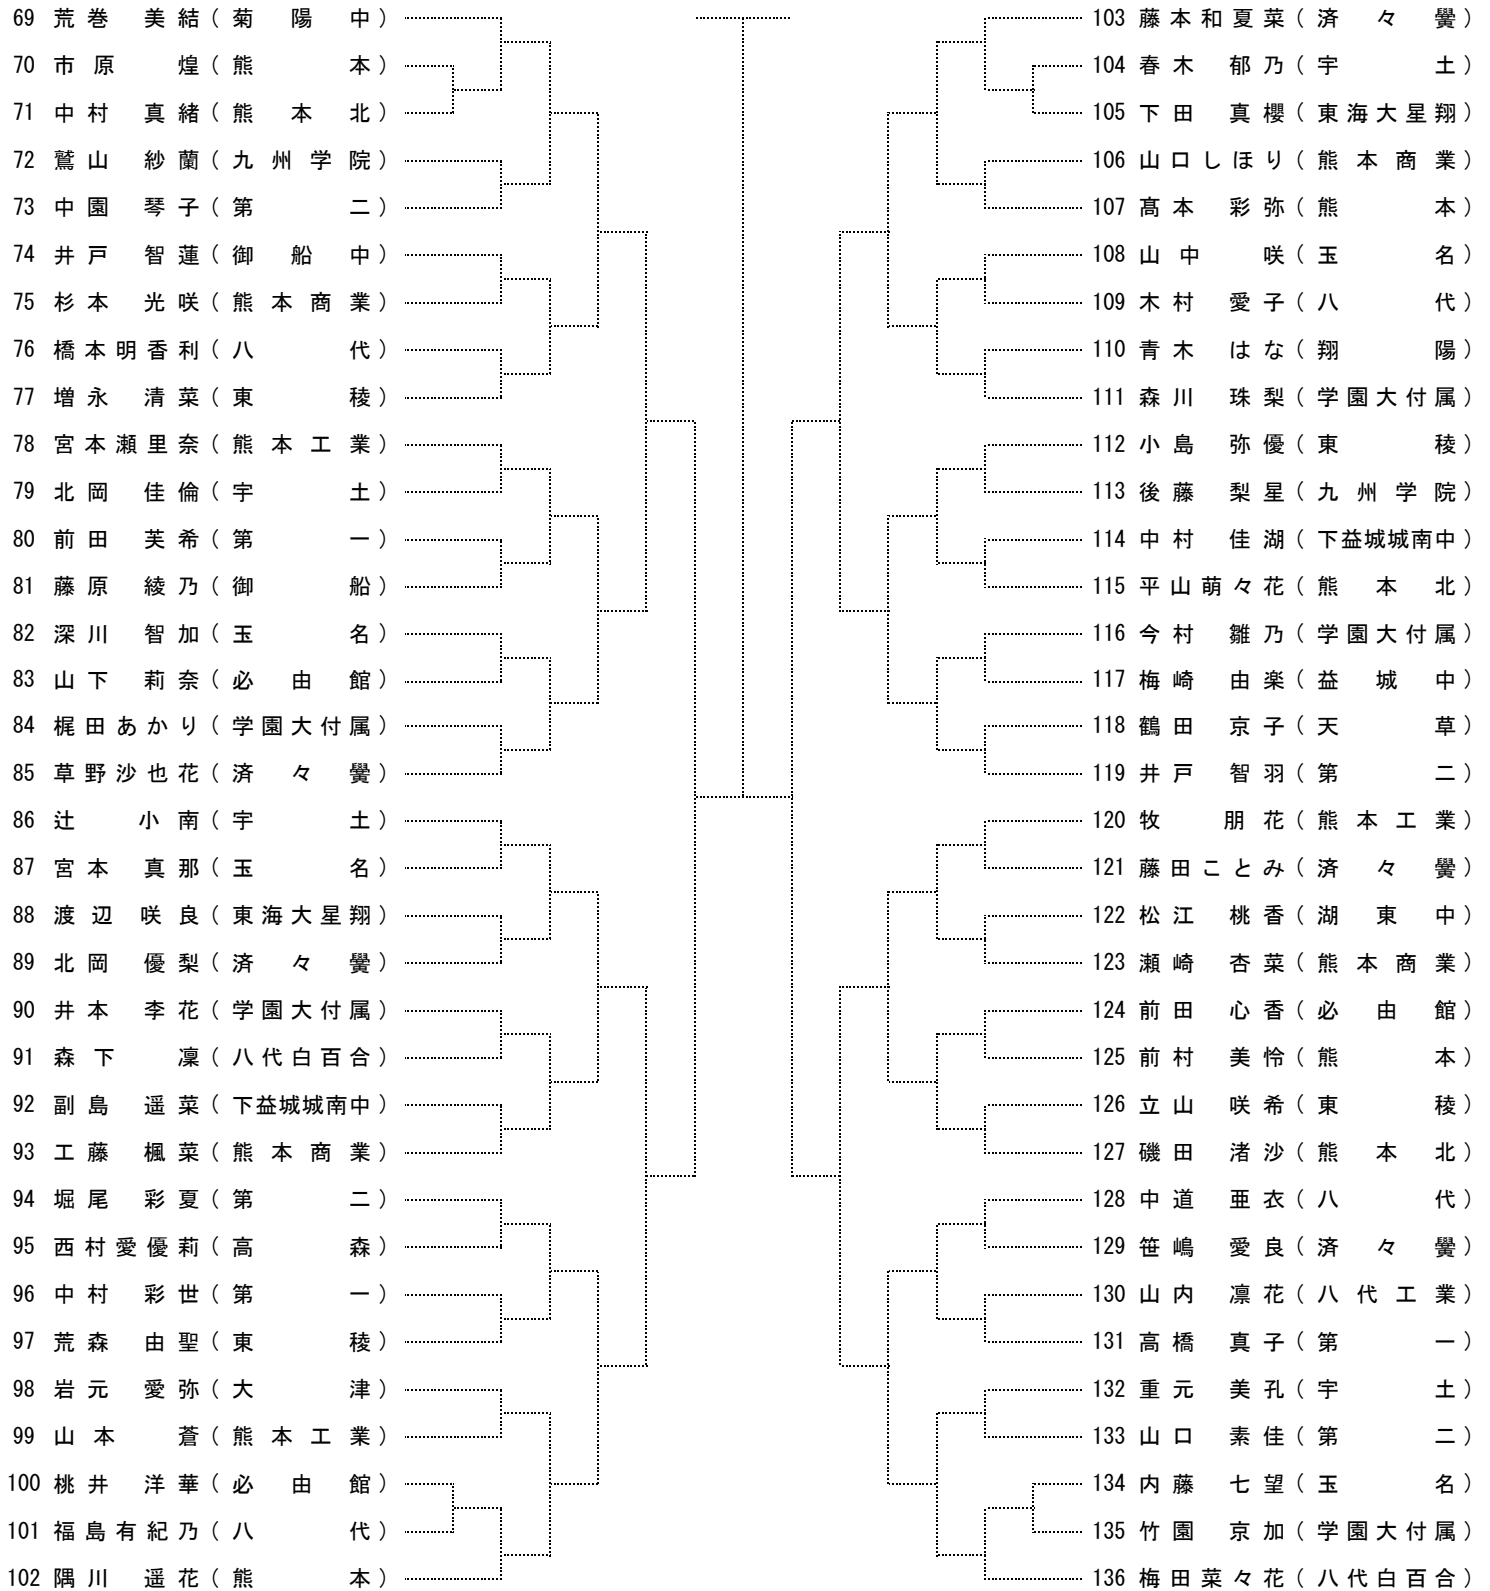 69 荒巻 美結（菊陽中）
70 市原 煌（熊本）
71 中村 真緒（熊本北）
72 鷲山 紗蘭（九州学院）
73 中園 琴子（第二）
74 井戸 智蓮（御船中）
75 杉本 光咲（熊本商業）
76 橋本明香利（八代）
77 増永 清菜（東稜）
78 宮本瀬里奈（熊本工業）
79 北岡 佳倫（宇土）
80 前田 芙希（第一）
81 藤原 綾乃（御船）
82 深川 智加（玉名）
83 山下 莉奈（必由館）
84 梶田あかり（学園大付属）
85 草野沙也花（済々黌）
86 辻 小南（宇土）
87 宮本 真那（玉名）
88 渡辺 咲良（東海大星翔）
89 北岡 優梨（済々黌）
90 井本 李花（学園大付属）
91 森下 凜（八代白百合）
92 副島 遥菜（下益城城南中）
93 工藤 楓菜（熊本商業）
94 堀尾 彩夏（第二）
95 西村愛優莉（高森）
96 中村 彩世（第一）
97 荒森 由聖（東稜）
98 岩元 愛弥（大津）
99 山本 蒼（熊本工業）
100 桃井 洋華（必由館）
101 福島有紀乃（八代）
102 隅川 遥花（熊本）
103 藤本和夏菜（済々黌）
104 春木 郁乃（宇土）
105 下田 真櫻（東海大星翔）
106 山口しほり（熊本商業）
107 髙本 彩弥（熊本）
108 山中 咲（玉名）
109 木村 愛子（八代）
110 青木 はな（翔陽）
111 森川 珠梨（学園大付属）
112 小島 弥優（東稜）
113 後藤 梨星（九州学院）
114 中村 佳湖（下益城城南中）
115 平山萌々花（熊本北）
116 今村 雛乃（学園大付属）
117 梅崎 由楽（益城中）
118 鶴田 京子（天草）
119 井戸 智羽（第二）
120 牧 朋花（熊本工業）
121 藤田ことみ（済々黌）
122 松江 桃香（湖東中）
123 瀬崎 杏菜（熊本商業）
124 前田 心香（必由館）
125 前村 美怜（熊本）
126 立山 咲希（東稜）
127 磯田 渚沙（熊本北）
128 中道 亜衣（八代）
129 笹嶋 愛良（済々黌）
130 山内 凛花（八代工業）
131 高橋 真子（第一）
132 重元 美孔（宇土）
133 山口 素佳（第二）
134 内藤 七望（玉名）
135 竹園 京加（学園大付属）
136 梅田菜々花（八代白百合）